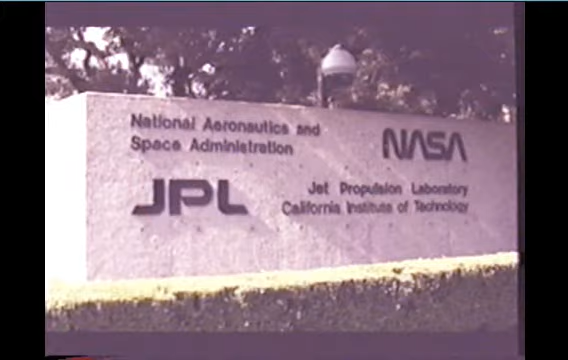 National Aeronautics and
Space Administration
NASA
JPL
Jet Propulsion Laboratory
California Institute of Technology